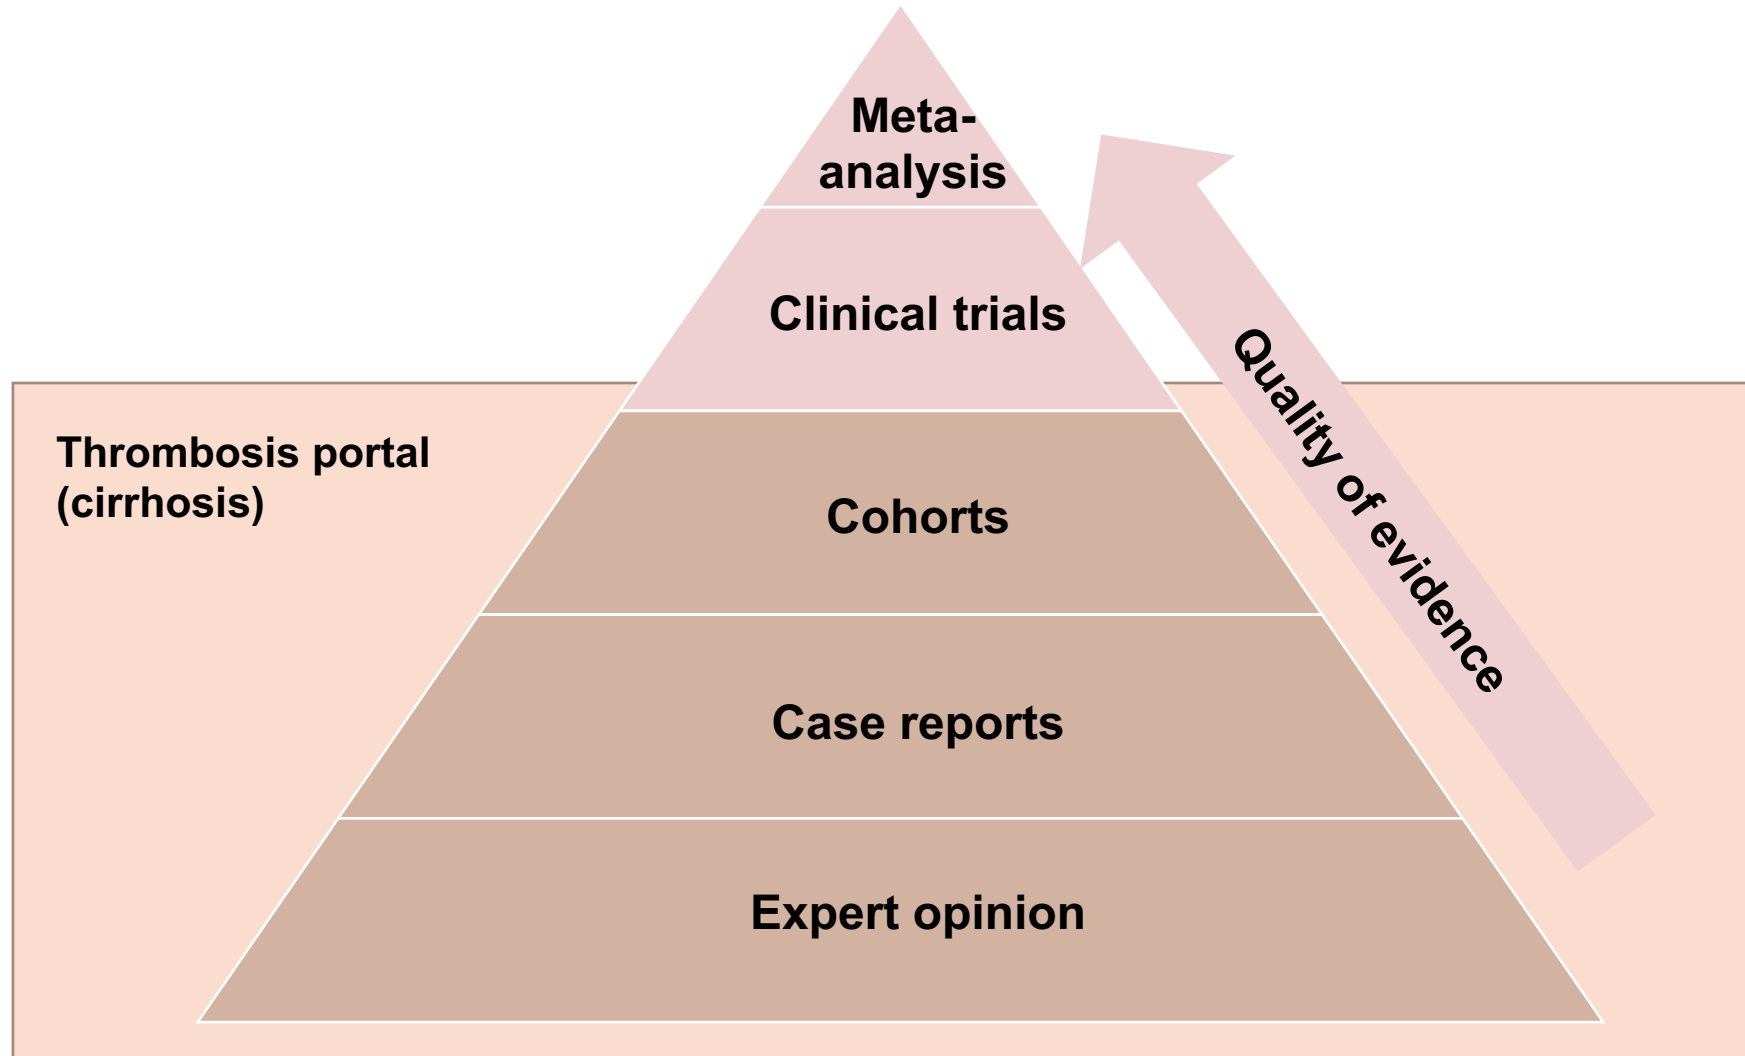 Meta-
analysis
Clinical trials
Thrombosis portal
(cirrhosis)
Cohorts
Case reports
Expert opinion
Quality of evidence